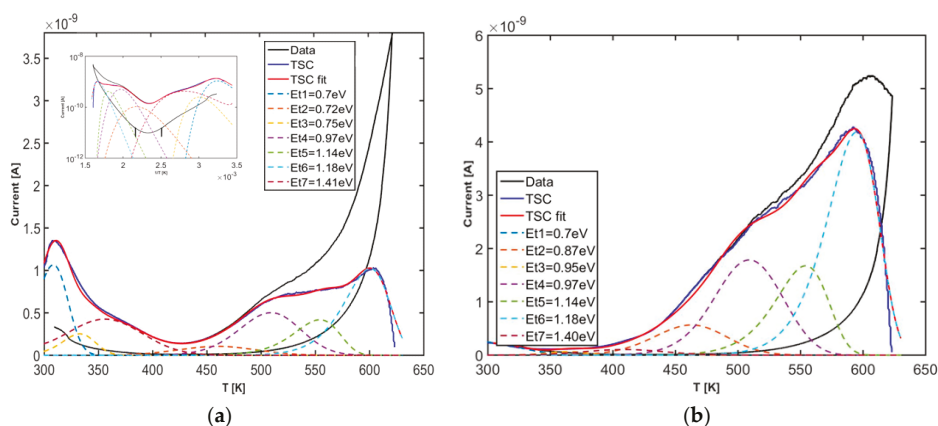 ×10⁻⁹
3.5
3
2.5
2
1.5
1
0.5
0
Current [A]
300 350 400 450 500 550 600 650
T [K]
10⁻⁸
10⁻¹⁰
10⁻¹²
Current [A]
1.5 2 2.5 3 3.5
×10⁻³
Data
TSC
TSC fit
Et1=0.7eV
Et2=0.72eV
Et3=0.75eV
Et4=0.97eV
Et5=1.14eV
Et6=1.18eV
Et7=1.41eV
(a)
×10⁻⁹
6
5
4
3
2
1
0
Current [A]
300 350 400 450 500 550 600 650
T [K]
Data
TSC
TSC fit
Et1=0.7eV
Et2=0.87eV
Et3=0.95eV
Et4=0.97eV
Et5=1.14eV
Et6=1.18eV
Et7=1.40eV
(b)